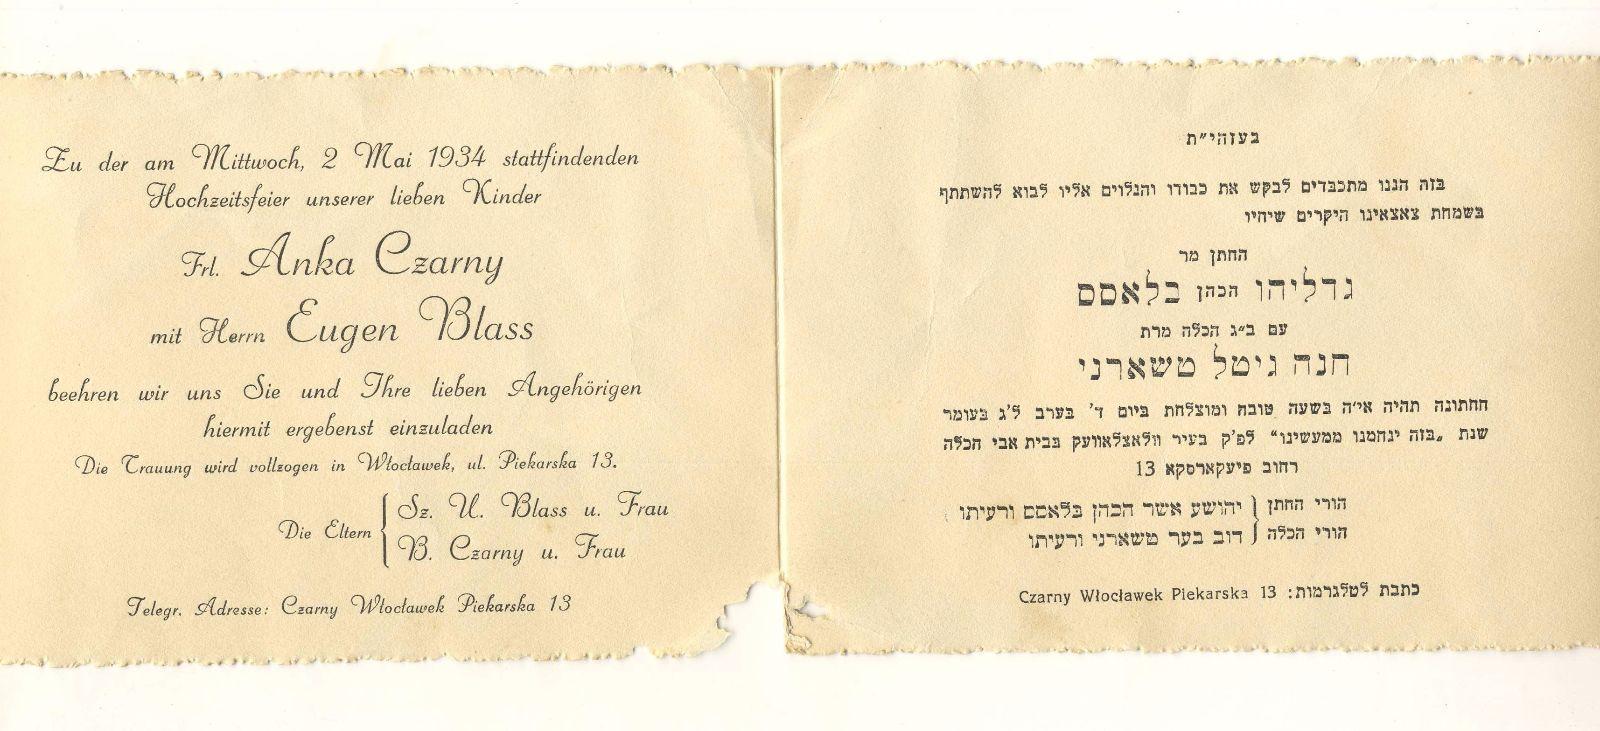 Zu der am Mittwoch, 2 Mai 1934 stattfindenden
Hochzeitsfeier unserer lieben Kinder
Frl. Anka Czarny
mit Herrn Eugen Blass
beehren wir uns Sie und Ihre lieben Angehörigen
hiermit ergebenst einzuladen
Die Trauung wird vollzogen in Włocławek, ul. Piekarska 13.
Die Eltern
Sz. U. Blass u. Frau
B. Czarny u. Frau
Telegr. Adresse: Czarny Włocławek Piekarska 13
בעזהי״ת
בזה הננו מתכבדים לבקש את כבודו והנלוים אליו לבוא להשתתף
בשמחת צאצאינו היקרים שיחיו
החתן מר
גדליהו הכהן בלאסס
עם ב״ג הכלה מרת
חנה גיטל טשארני
חחתונה תהיה אי״ה בשעה טובח ומוצלחת ביום ד׳ בערב ל׳ג בעומר
שנת „בזה ינחמנו ממעשינו“ לפ׳ק בעיר וולאצלאוועק בבית אבי הכלה
רחוב פיעקארסקא 13
הורי החתן } יהושע אשר הכהן בלאסס ורעיתו
הורי הכלה } דוב בער טשארני ורעיתו
כתבת לטלגרמות: Czarny Włocławek Piekarska 13